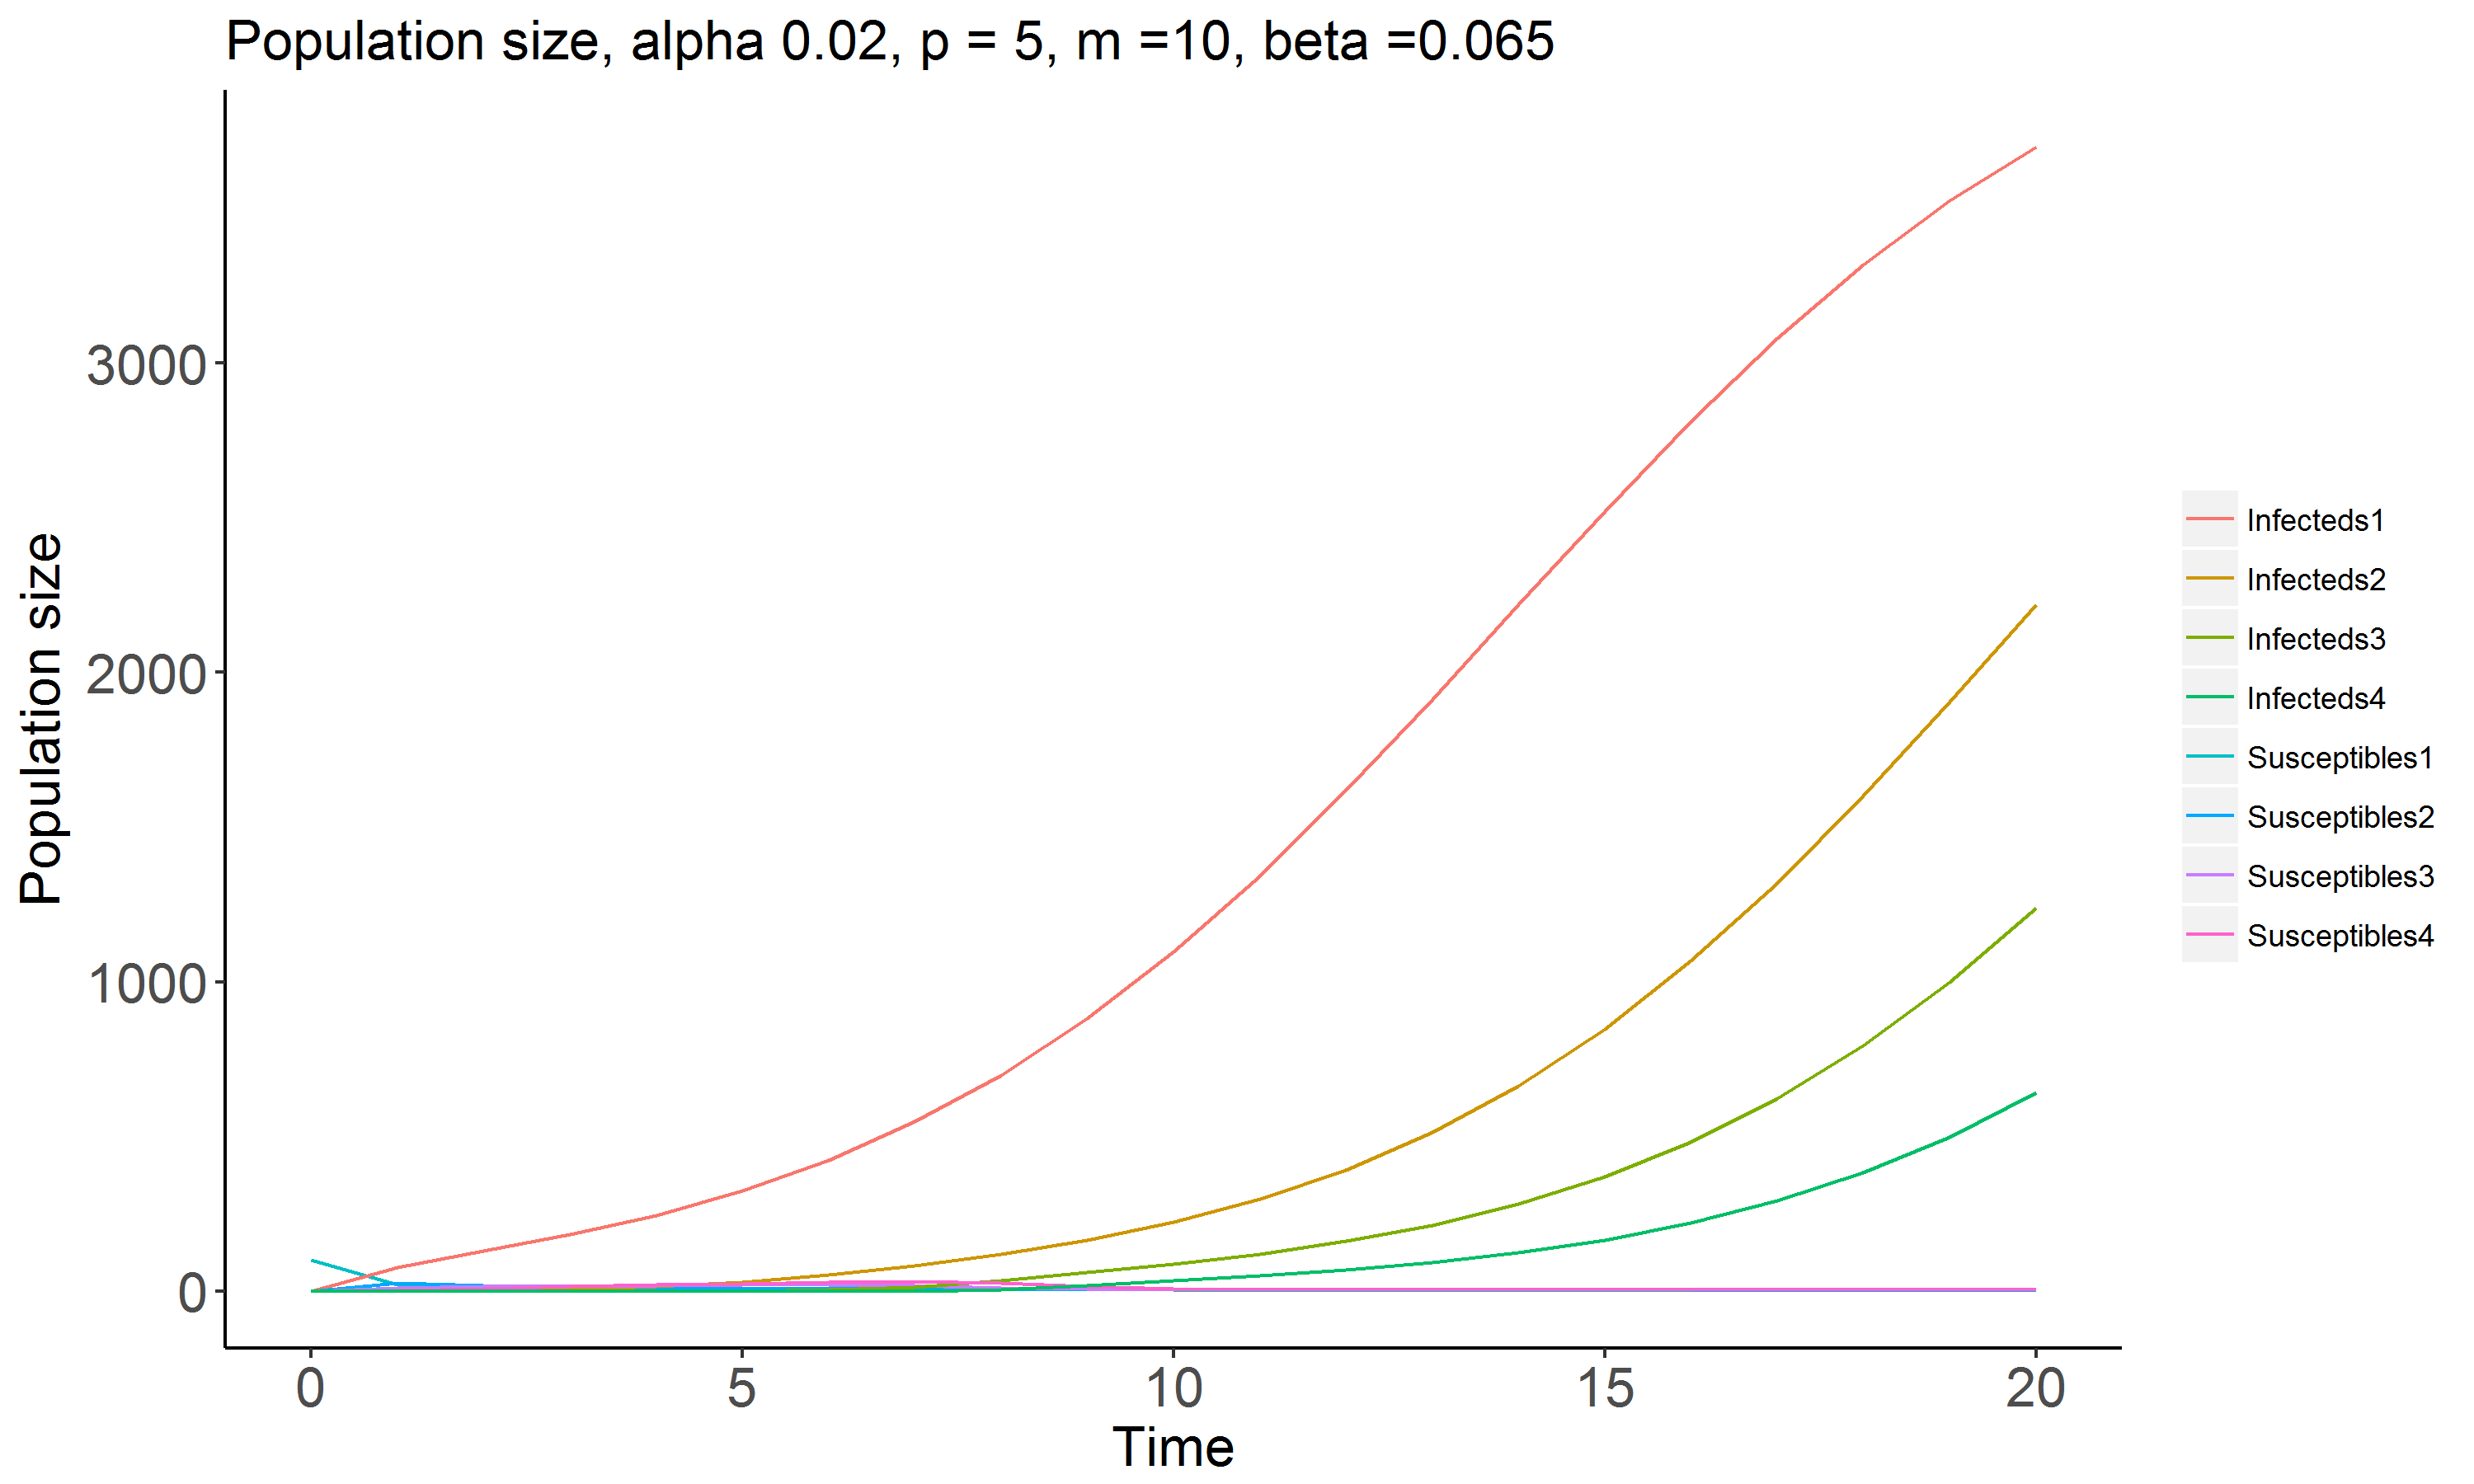 Population size, alpha 0.02, p = 5, m =10, beta =0.065
Population size
3000
2000
1000
0
0 5 10 15 20
Time
Infecteds1
Infecteds2
Infecteds3
Infecteds4
Susceptibles1
Susceptibles2
Susceptibles3
Susceptibles4